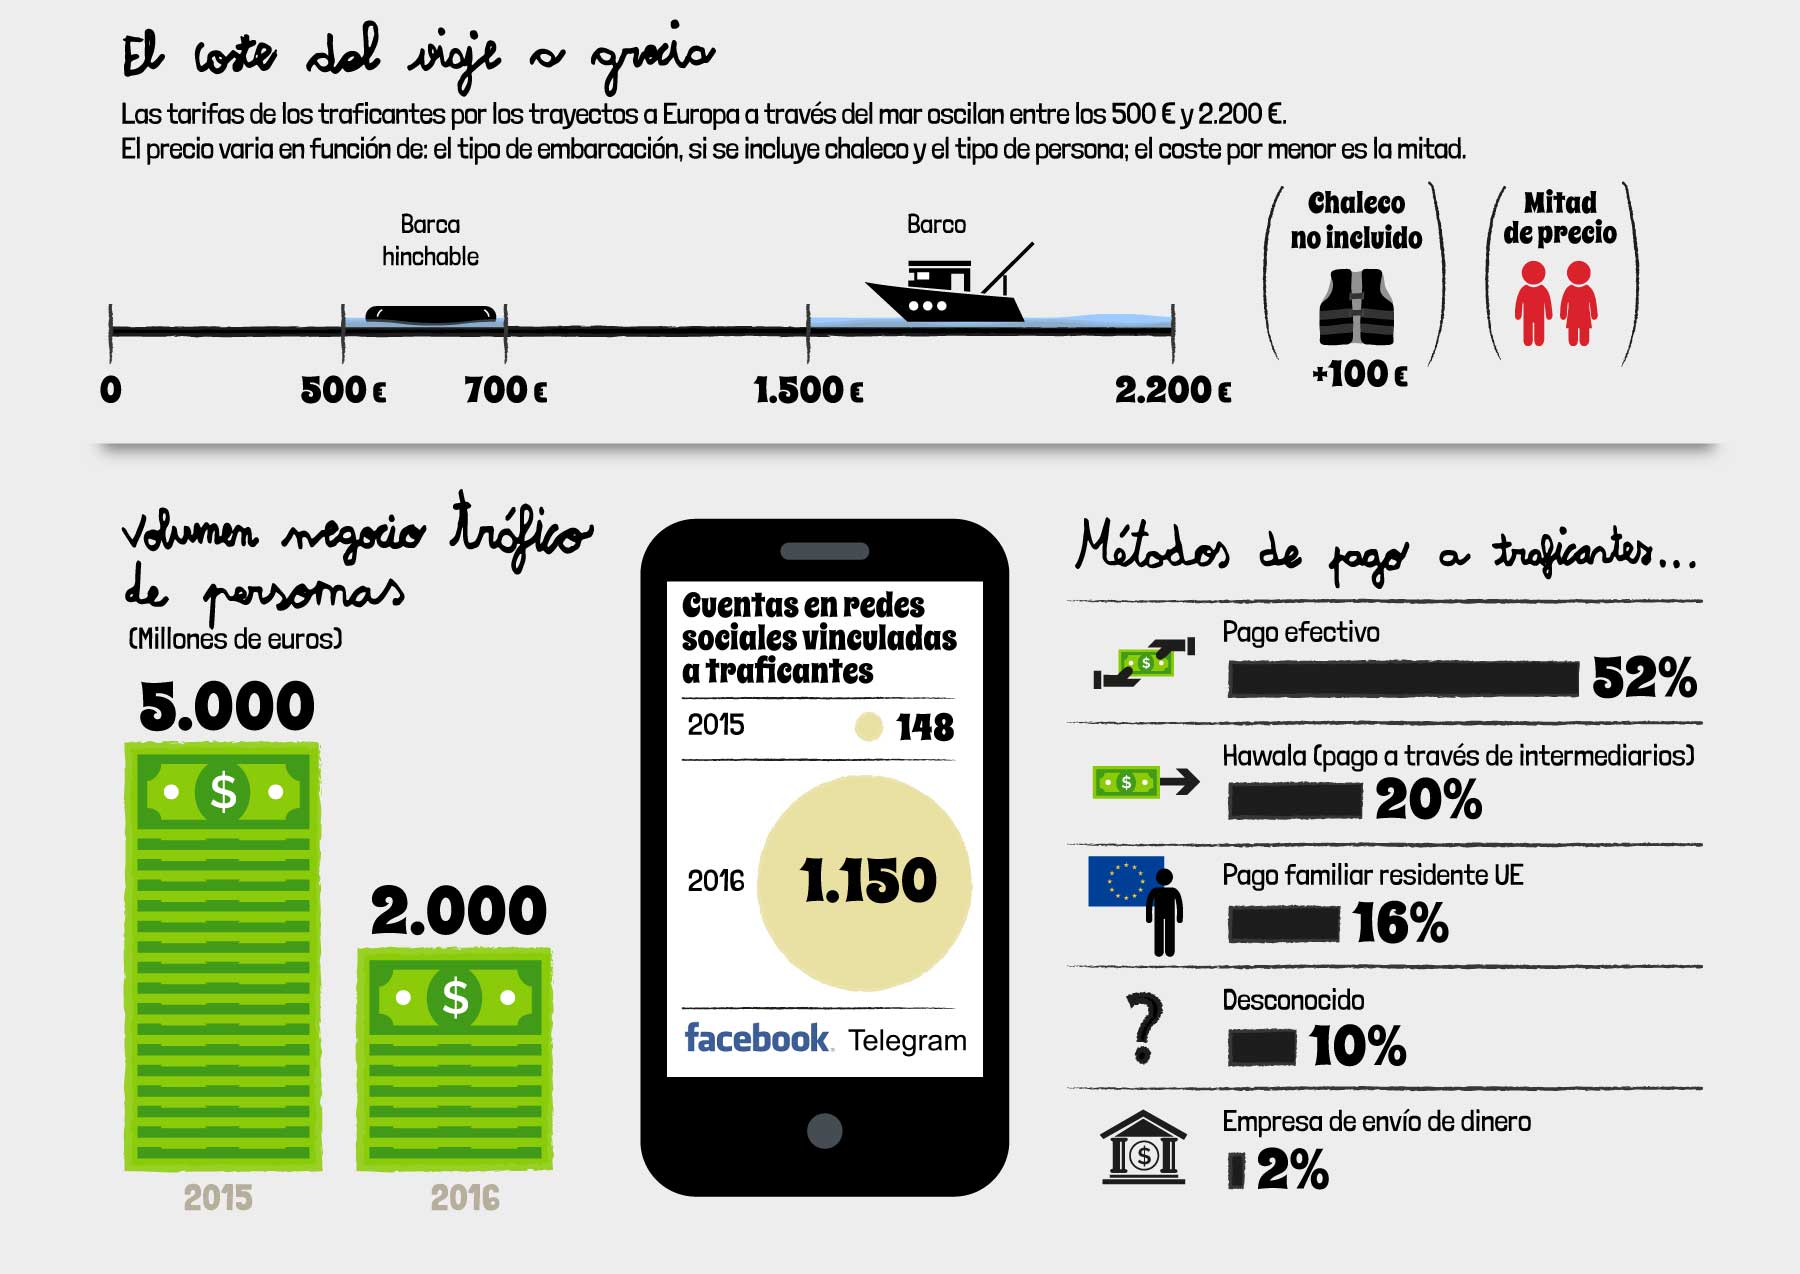 El coste del viaje a grecia
Las tarifas de los traficantes por los trayectos a Europa a través del mar oscilan entre los 500 € y 2.200 €.
El precio varia en función de: el tipo de embarcación, si se incluye chaleco y el tipo de persona; el coste por menor es la mitad.
Barca
hinchable
Barco
Chaleco
no incluido
+100 €
Mitad
de precio
0
500 €
700 €
1.500 €
2.200 €
Volumen negocio tráfico
de personas
(Millones de euros)
5.000
$
2015
2.000
$
2016
Cuentas en redes
sociales vinculadas
a traficantes
2015
148
2016
1.150
facebook
Telegram
Métodos de pago a traficantes...
$
Pago efectivo
52%
$
Hawala (pago a través de intermediarios)
20%
Pago familiar residente UE
16%
?
Desconocido
10%
$
Empresa de envío de dinero
2%